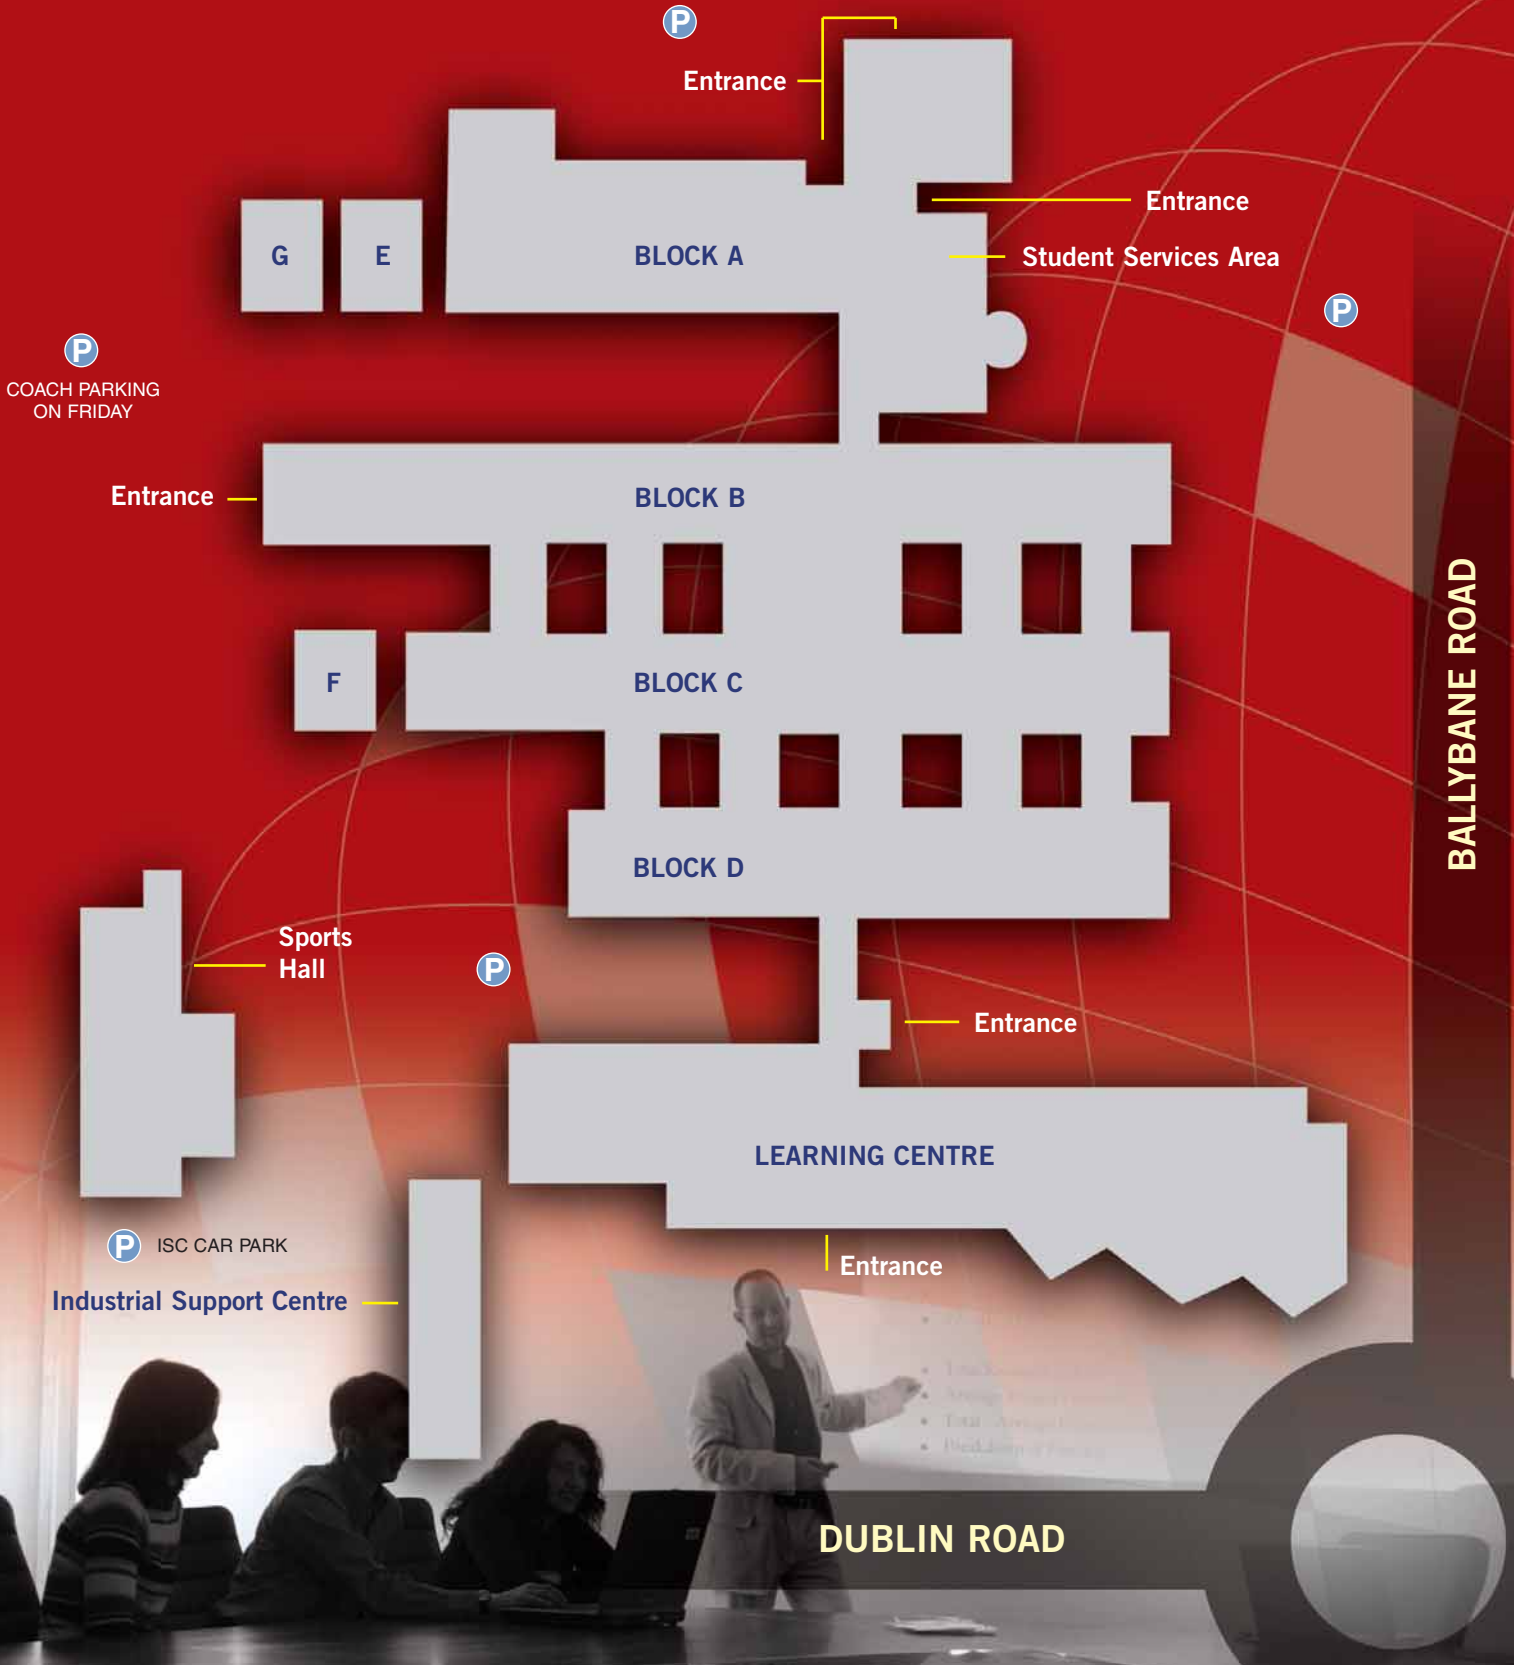 P
Entrance
Entrance
G
E
BLOCK A
Student Services Area
P
P
COACH PARKING
ON FRIDAY
Entrance
BLOCK B
F
BLOCK C
BALLYBANE ROAD
BLOCK D
Sports
Hall
P
Entrance
LEARNING CENTRE
P ISC CAR PARK
Entrance
Industrial Support Centre
DUBLIN ROAD